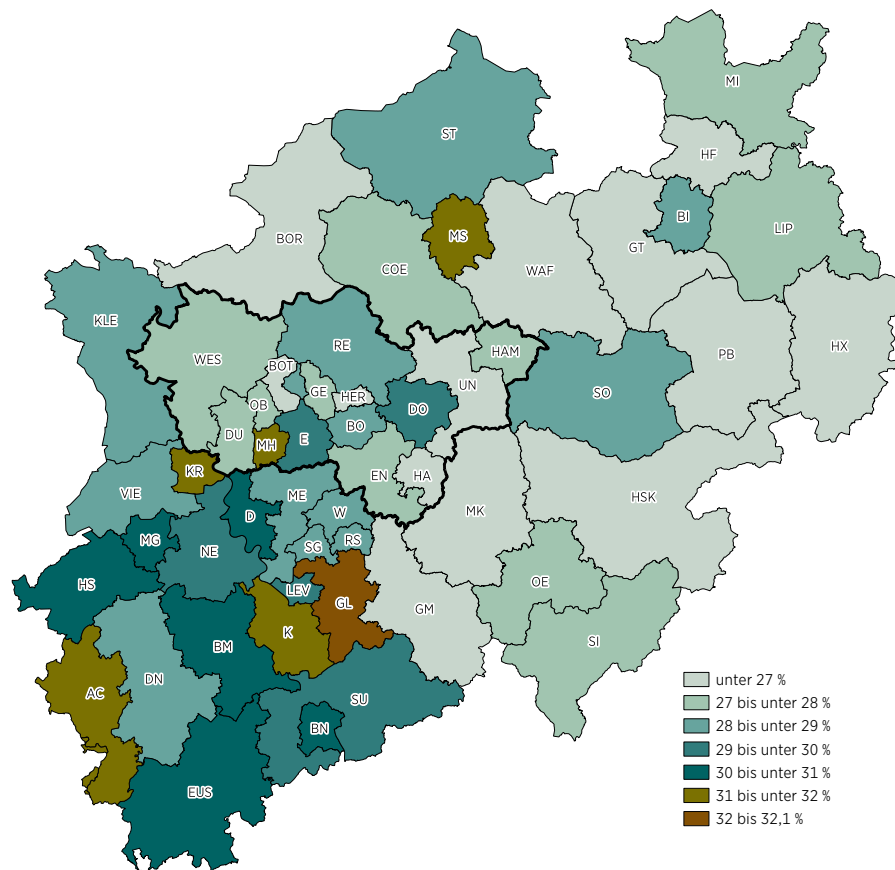 MI
ST
HF
BI
LIP
MS
BOR
GT
COE
WAF
KLE
RE
HAM
HX
PB
WES
BOT
UN
GE
HER
SO
OB
DO
BO
DU
E
MH
KR
EN
HA
VIE
ME
HSK
MK
W
D
MG
RS
SG
NE
OE
HS
LEV
GL
GM
K
SI
BM
DN
AC
SU
BN
EUS
unter 27 %
27 bis unter 28 %
28 bis unter 29 %
29 bis unter 30 %
30 bis unter 31 %
31 bis unter 32 %
32 bis 32,1 %